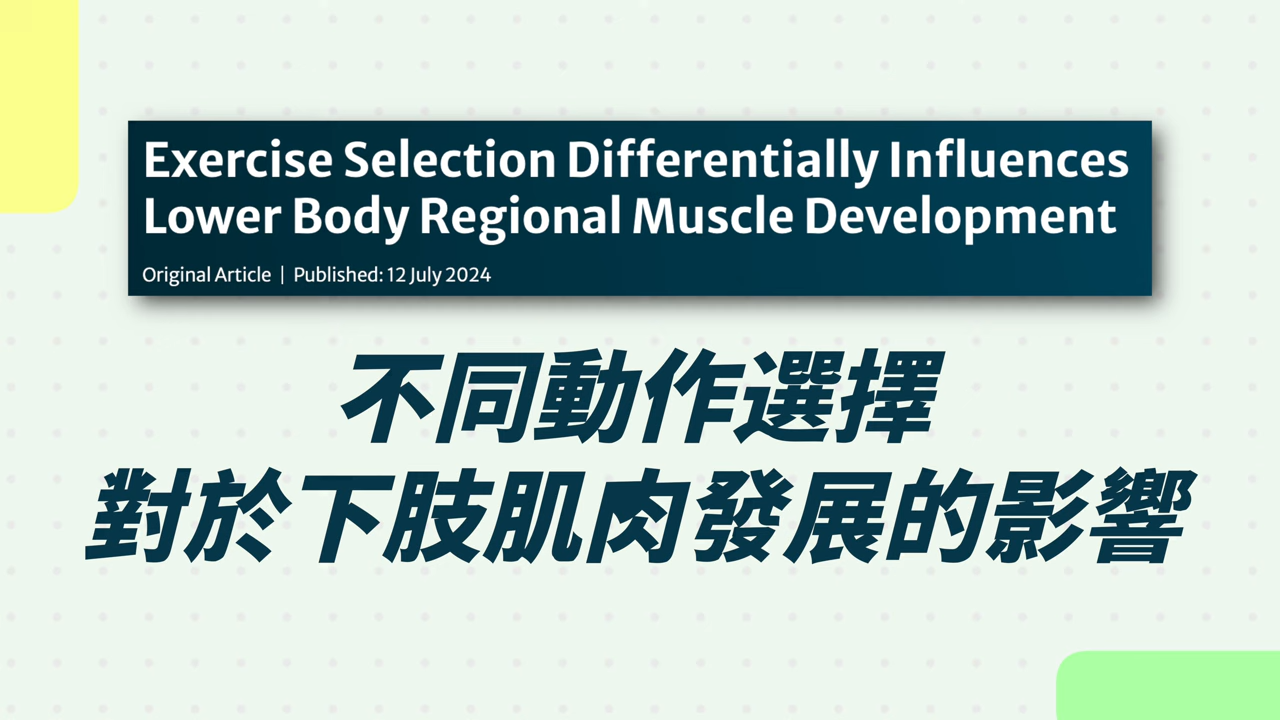 Exercise Selection Differentially Influences
Lower Body Regional Muscle Development
Original Article | Published: 12 July 2024
不同動作選擇
對於下肢肌肉發展的影響